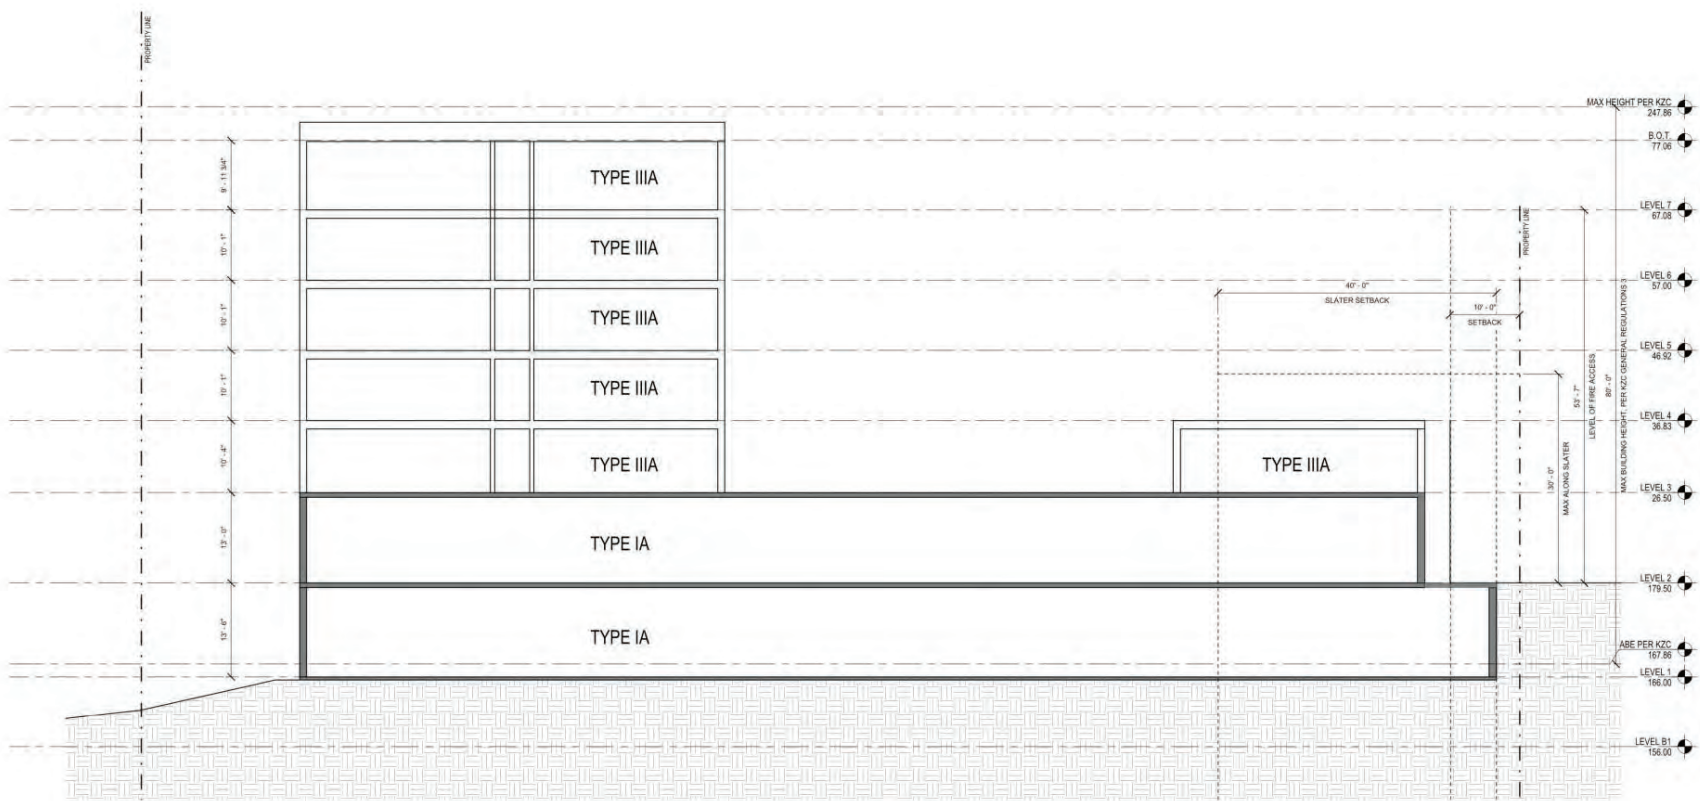 PROPERTY LINE
MAX HEIGHT PER KZC
247.86
B.O.T.
77.06
9' - 11 3/4"
TYPE IIIA
LEVEL 7
67.08
PROPERTY LINE
10' - 1"
TYPE IIIA
LEVEL 6
57.00
40' - 0"
SLATER SETBACK
10' - 0"
SETBACK
10' - 1"
TYPE IIIA
LEVEL 5
46.92
10' - 1"
TYPE IIIA
53' - 7"
LEVEL OF FIRE ACCESS
80' - 0"
MAX BUILDING HEIGHT, PER KZC GENERAL REGULATIONS 3
LEVEL 4
36.83
10' - 4"
TYPE IIIA
TYPE IIIA
30' - 0"
MAX ALONG SLATER
LEVEL 3
26.50
13' - 0"
TYPE IA
LEVEL 2
179.50
13' - 6"
TYPE IA
ABE PER KZC
167.86
LEVEL 1
166.00
LEVEL B1
156.00